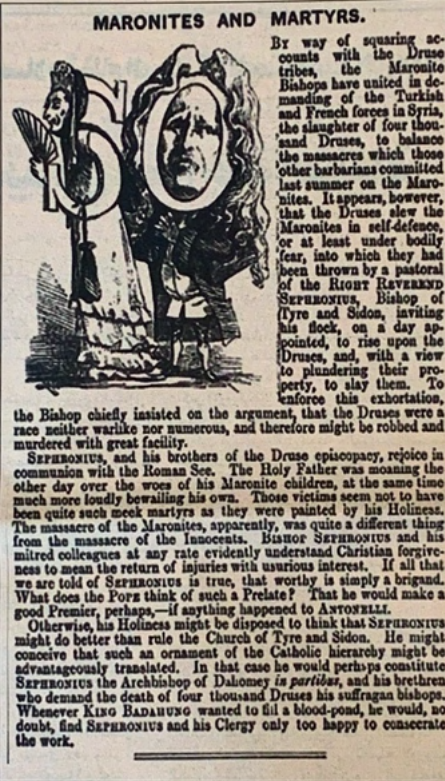 MARONITES AND MARTYRS.
50
BY way of squaring ac-
counts with the Druse
tribes, the Maronite
Bishops have united in de-
manding of the Turkish
and French forces in Syria,
the slaughter of four thou-
sand Druses, to balance
the massacres which those
other barbarians committed
last summer on the Maro-
nites. It appears, however,
that the Druses slew the
Maronites in self-defence,
or at least under bodily
fear, into which they had
been thrown by a pastoral
of the RIGHT REVEREND
SEPHRONIUS, Bishop of
Tyre and Sidon, inviting
his flock, on a day ap-
pointed, to rise upon the
Druses, and, with a view
to plundering their pro-
perty, to slay them. To
enforce this exhortation,
the Bishop chiefly insisted on the argument, that the Druses were a
race neither warlike nor numerous, and therefore might be robbed and
murdered with great facility.
SEPHRONIUS, and his brothers of the Druse episcopacy, rejoice in
communion with the Roman See. The Holy Father was moaning the
other day over the woes of his Maronite children, at the same time
much more loudly bewailing his own. Those victims seem not to have
been quite such meek martyrs as they were painted by his Holiness.
The massacre of the Maronites, apparently, was quite a different thing
from the massacre of the Innocents. BISHOP SEPHRONIUS and his
mitred colleagues at any rate evidently understand Christian forgive-
ness to mean the return of injuries with usurious interest. If all that
we are told of SEPHRONIUS is true, that worthy is simply a brigand.
What does the POPE think of such a Prelate? That he would make a
good Premier, perhaps,—if anything happened to ANTONELLI.
Otherwise, his Holiness might be disposed to think that SEPHRONIUS
might do better than rule the Church of Tyre and Sidon. He might
conceive that such an ornament of the Catholic hierarchy might be
advantageously translated. In that case he would perhaps constitute
SEPHRONIUS the Archbishop of Dahomey in partibus, and his brethren
who demand the death of four thousand Druses his suffragan bishops.
Whenever KING BADAHUNG wanted to fill a blood-pond, he would, no
doubt, find SEPHRONIUS and his Clergy only too happy to consecrate
the work.